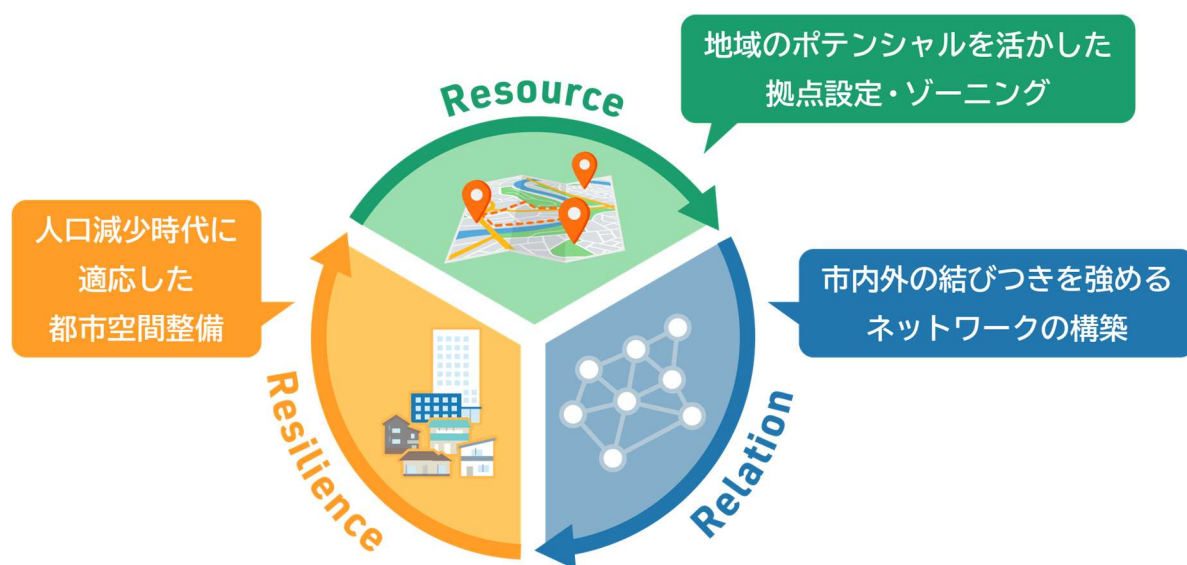 Resource
地域のポテンシャルを活かした
拠点設定・ゾーニング
人口減少時代に
適応した
都市空間整備
市内外の結びつきを強める
ネットワークの構築
Resilience
Relation